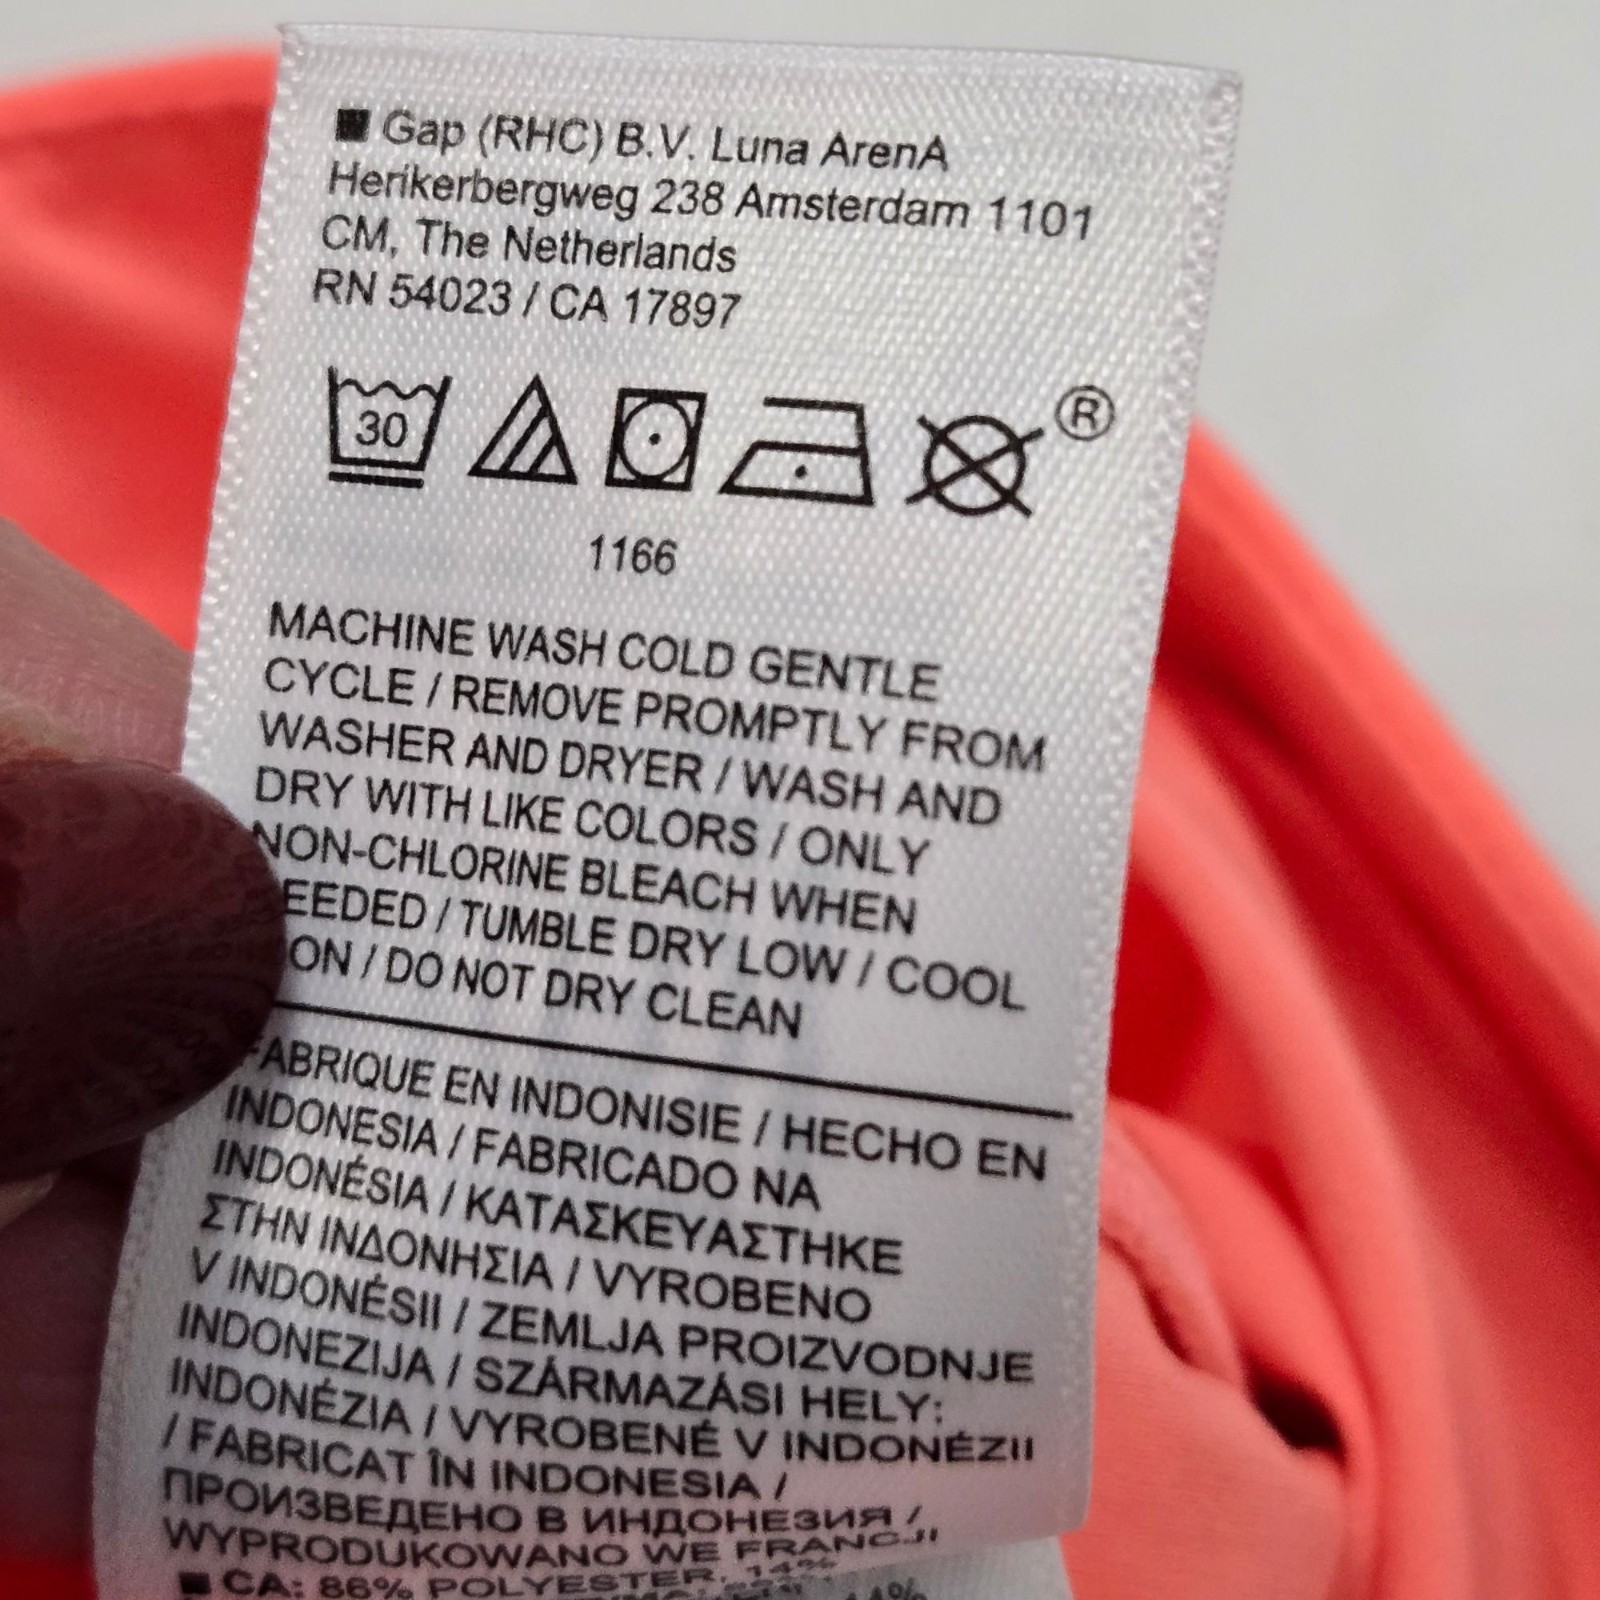 Gap (RHC) B.V. Luna ArenA
Herikerbergweg 238 Amsterdam 1101
CM, The Netherlands
RN 54023 / CA 17897
30
®
1166
MACHINE WASH COLD GENTLE
CYCLE / REMOVE PROMPTLY FROM
WASHER AND DRYER / WASH AND
DRY WITH LIKE COLORS / ONLY
NON-CHLORINE BLEACH WHEN
EEDED / TUMBLE DRY LOW / COOL
ON / DO NOT DRY CLEAN
FABRIQUE EN INDONISIE / HECHO EN
INDONESIA / FABRICADO NA
INDONÉSIA / ΚΑΤΑΣΚΕΥΑΣΤΗΚΕ
ΣΤΗΝ ΙΝΔΟΝΗΣΙΑ / VYROBENO
V INDONÉSII / ZEMLJA PROIZVODNJE
INDONEZIJA / SZÁRMAZÁSI HELY:
INDONÉZIA / VYROBENÉ V INDONÉZII
/ FABRICAT ÎN INDONESIA /
ПРОИЗВЕДЕНО В ИНДОНЕЗИЯ /
WYPRODUKOWANO WE FRANCJI
CA: 86% POLYESTER, 14%